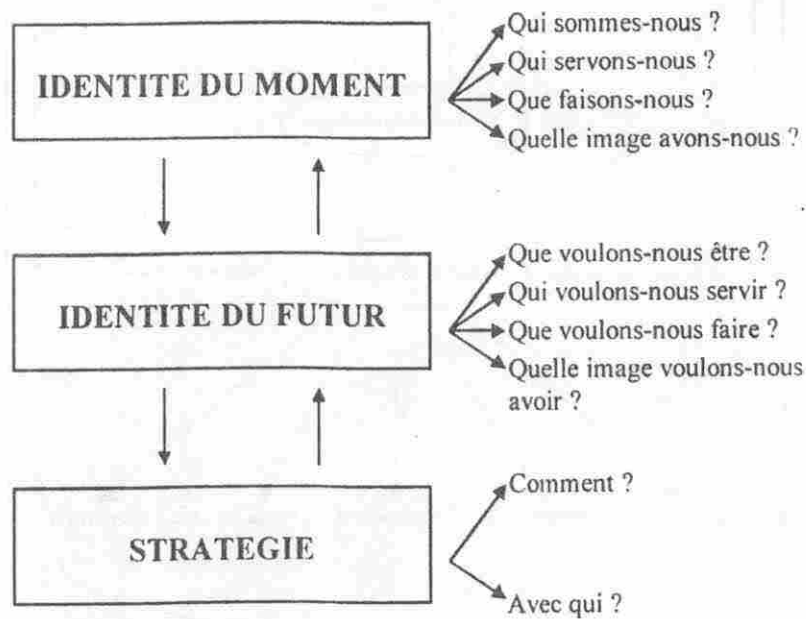 IDENTITE DU MOMENT
Qui sommes-nous ?
Qui servons-nous ?
Que faisons-nous ?
Quelle image avons-nous ?
IDENTITE DU FUTUR
Que voulons-nous être ?
Qui voulons-nous servir ?
Que voulons-nous faire ?
Quelle image voulons-nous
avoir ?
STRATEGIE
Comment ?
Avec qui ?